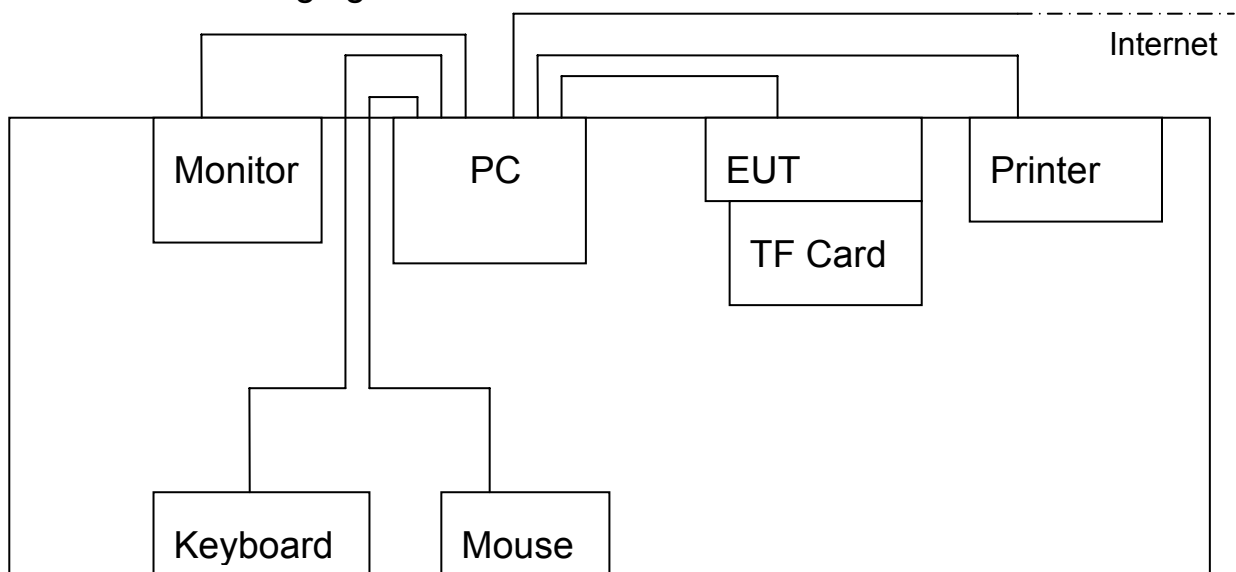 Internet
Monitor
PC
EUT
Printer
TF Card
Keyboard
Mouse